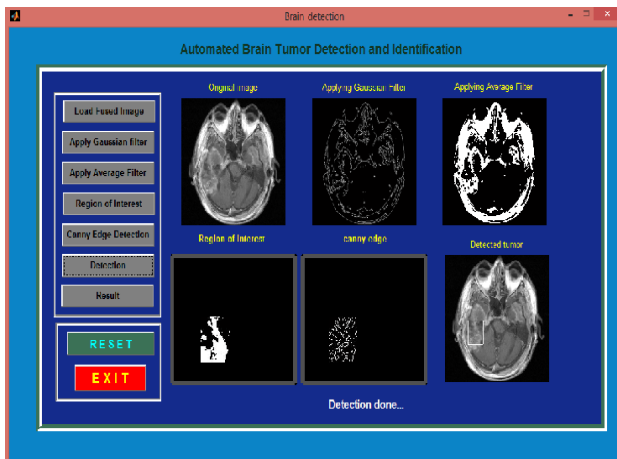 Brain detection
Automated Brain Tumor Detection and Identification
Load Fused Image
Apply Gaussian filter
Apply Average Filter
Region of Interest
Canny Edge Detection
Detection
Result
RESET
EXIT
Original image
Applying Gaussian Filter
Applying Average Filter
Region of Interest
canny edge
Detected tumor
Detection done...